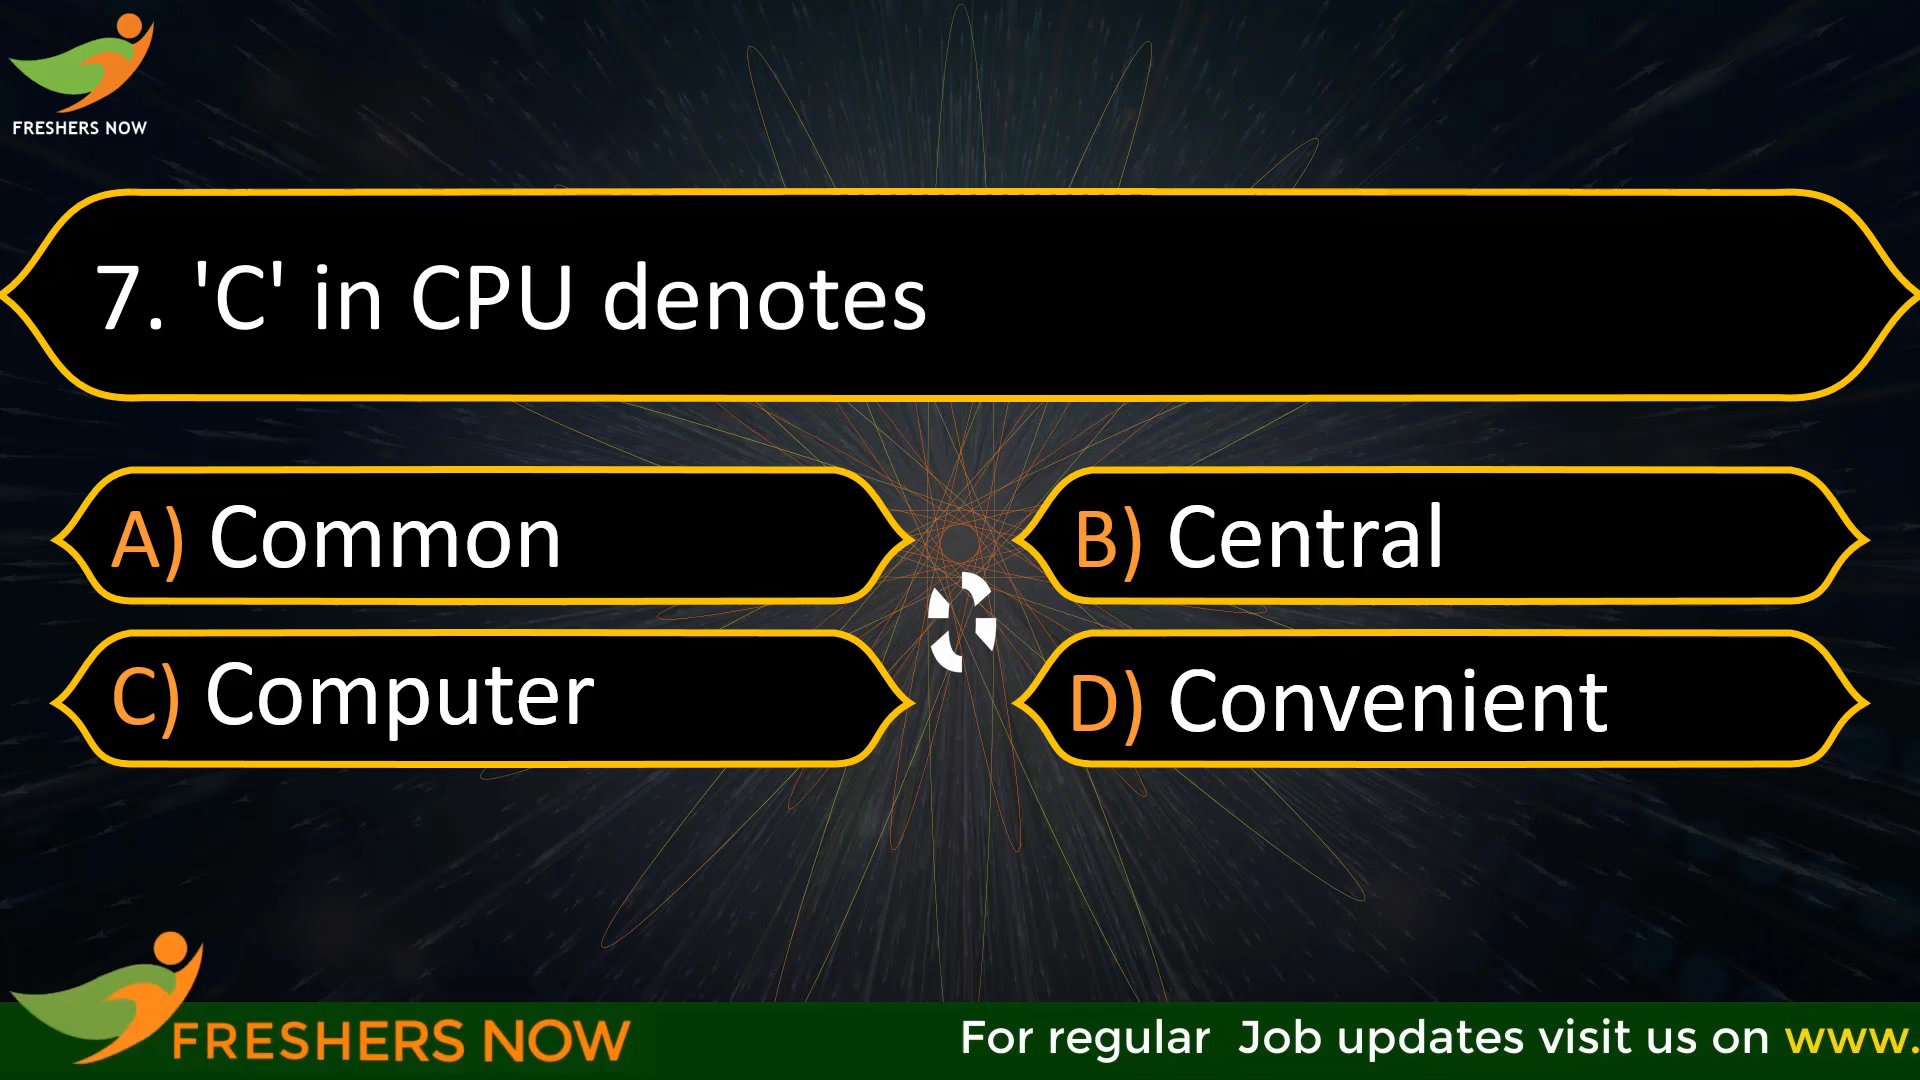 FRESHERS NOW
7. 'C' in CPU denotes
A) Common
B) Central
C) Computer
D) Convenient
FRESHERS NOW
For regular Job updates visit us on www.